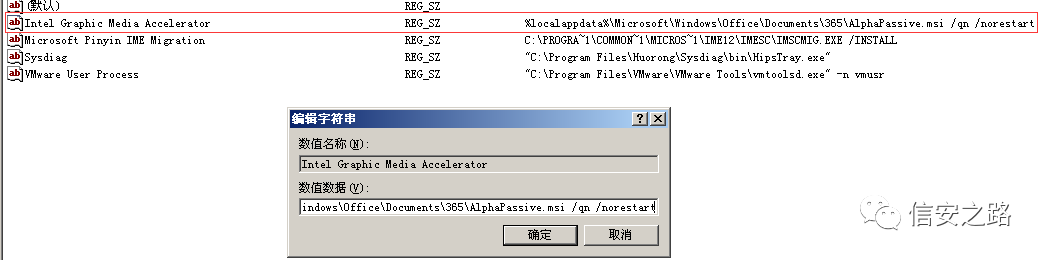 (默认) REG_SZ
Intel Graphic Media Accelerator REG_SZ %localappdata%\Microsoft\Windows\Office\Documents\365\AlphaPassive.msi /qn /norestart
Microsoft Pinyin IME Migration REG_SZ C:\PROGRA~1\COMMON~1\MICROS~1\IME12\IMESC\IMSCMIG.EXE /INSTALL
Sysdiag REG_SZ "C:\Program Files\Huorong\Sysdiag\bin\HipsTray.exe"
VMware User Process REG_SZ "C:\Program Files\VMware\VMware Tools\vmtoolsd.exe" -n vmusr
编辑字符串
数值名称(N):
Intel Graphic Media Accelerator
数值数据(V):
indows\Office\Documents\365\AlphaPassive.msi /qn /norestart
确定 取消
信安之路